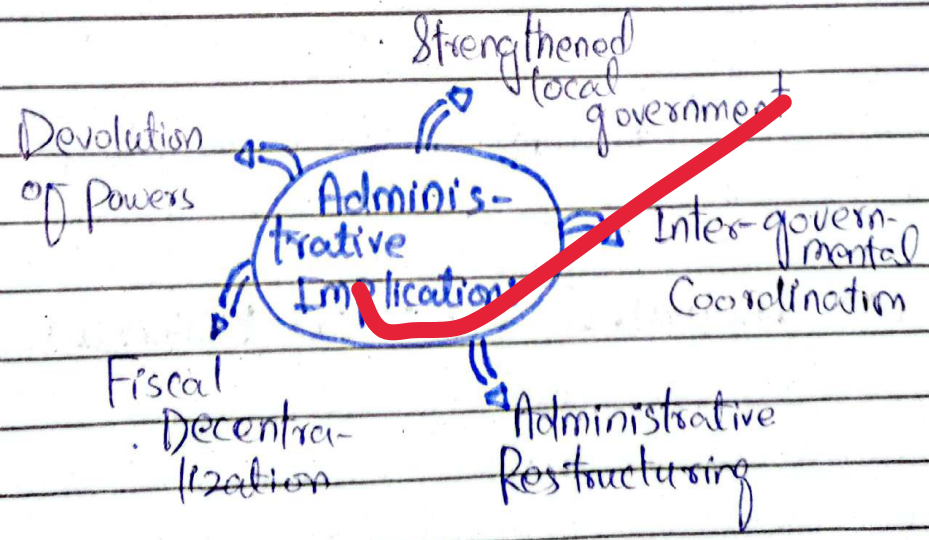 Strengthened
local
government
Devolution
of Powers
Adminis-
trative
Implications
Inter-govern-
mental
Coordination
Fiscal
Decentra-
lization
Administrative
Restructuring